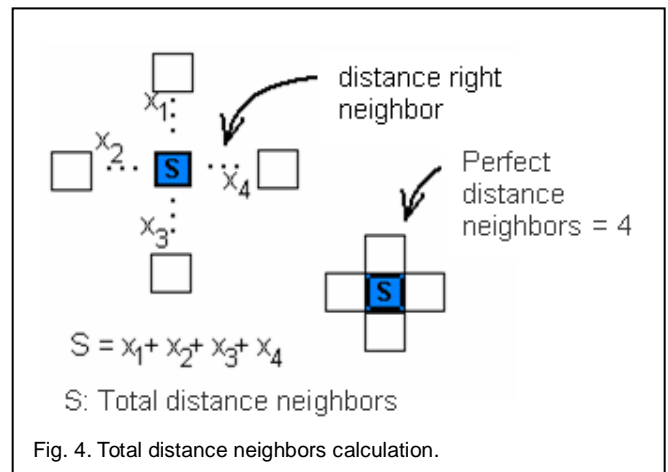 distance right
neighbor
x1
x2
S
x4
x3
Perfect
distance
neighbors = 4
S
S = x1+ x2+ x3+ x4
S: Total distance neighbors
Fig. 4. Total distance neighbors calculation.